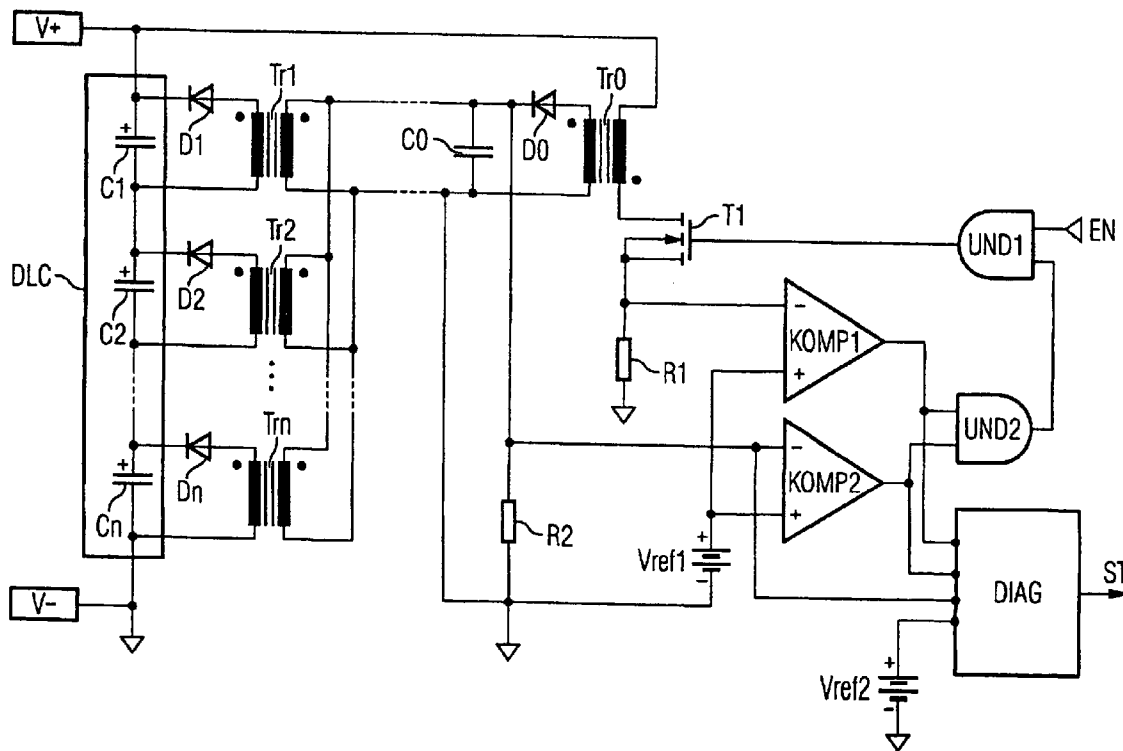 V+
Tr1
Tr0
D1
C0
D0
C1
T1
EN
UND1
Tr2
DLC
D2
C2
KOMP1
R1
UND2
Trn
Dn
Cn
KOMP2
R2
Vref1
DIAG
ST
V-
Vref2
+
+
+
-
+
-
+
+
-
+
-